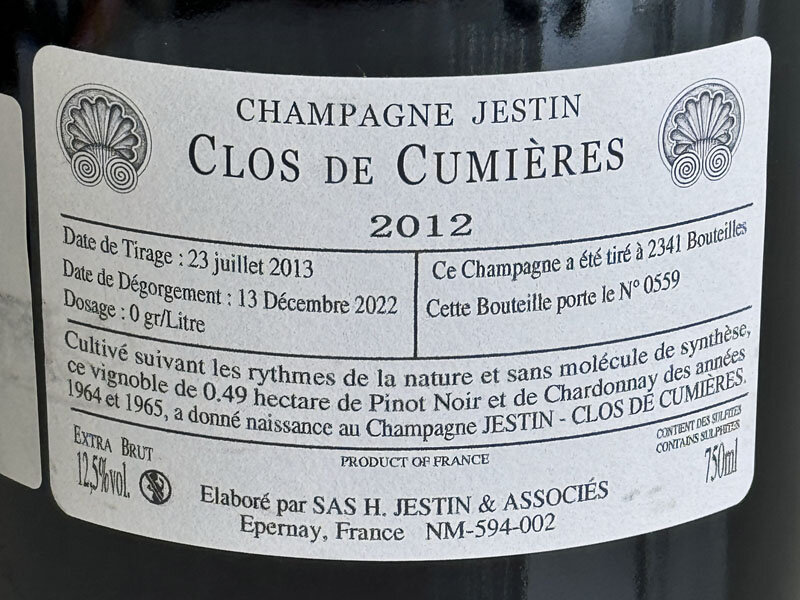 CHAMPAGNE JESTIN
CLOS DE CUMIÈRES
2012
Date de Tirage : 23 juillet 2013
Date de Dégorgement : 13 Décembre 2022
Dosage : 0 gr/Litre
Ce Champagne a été tiré à 2341 Bouteilles
Cette Bouteille porte le N° 0559
Cultivé suivant les rythmes de la nature et sans molécule de synthèse,
ce vignoble de 0.49 hectare de Pinot Noir et de Chardonnay des années
1964 et 1965, a donné naissance au Champagne JESTIN - CLOS DE CUMIÈRES.
EXTRA BRUT
12,5%vol.
PRODUCT OF FRANCE
CONTIENT DES SULFITES
CONTAINS SULPHITES
750ml
Elaboré par SAS H. JESTIN & ASSOCIÉS
Epernay, France NM-594-002